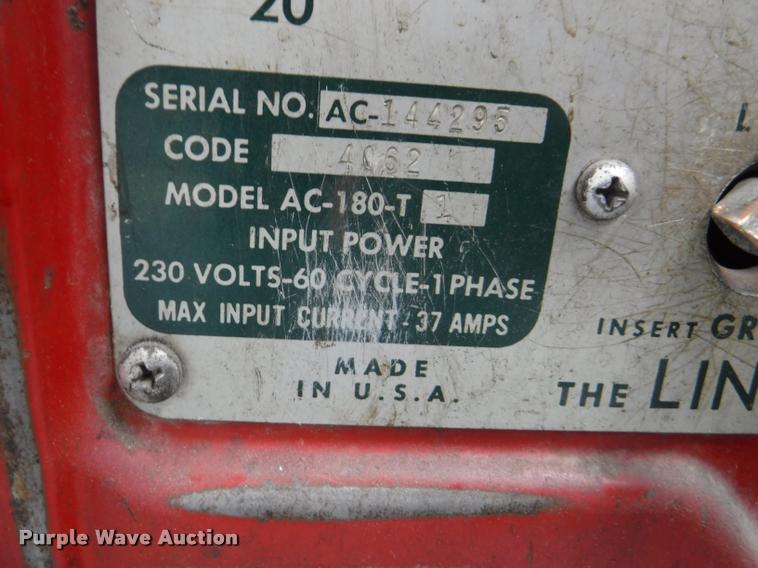 20
SERIAL NO. AC-144295
CODE 4062
MODEL AC-180-T 1
INPUT POWER
230 VOLTS-60 CYCLE-1 PHASE
MAX INPUT CURRENT 37 AMPS
MADE
IN U.S.A.
L
INSERT GR
THE LIN
Purple Wave Auction